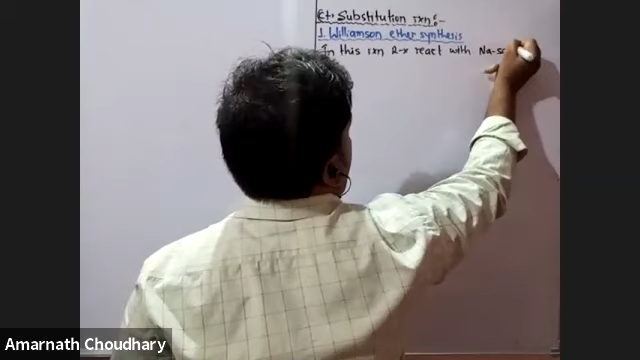 Substitution rxn :-
1. Williamson ether synthesis
In this rxn R-x react with Na-
Amarnath Choudhary